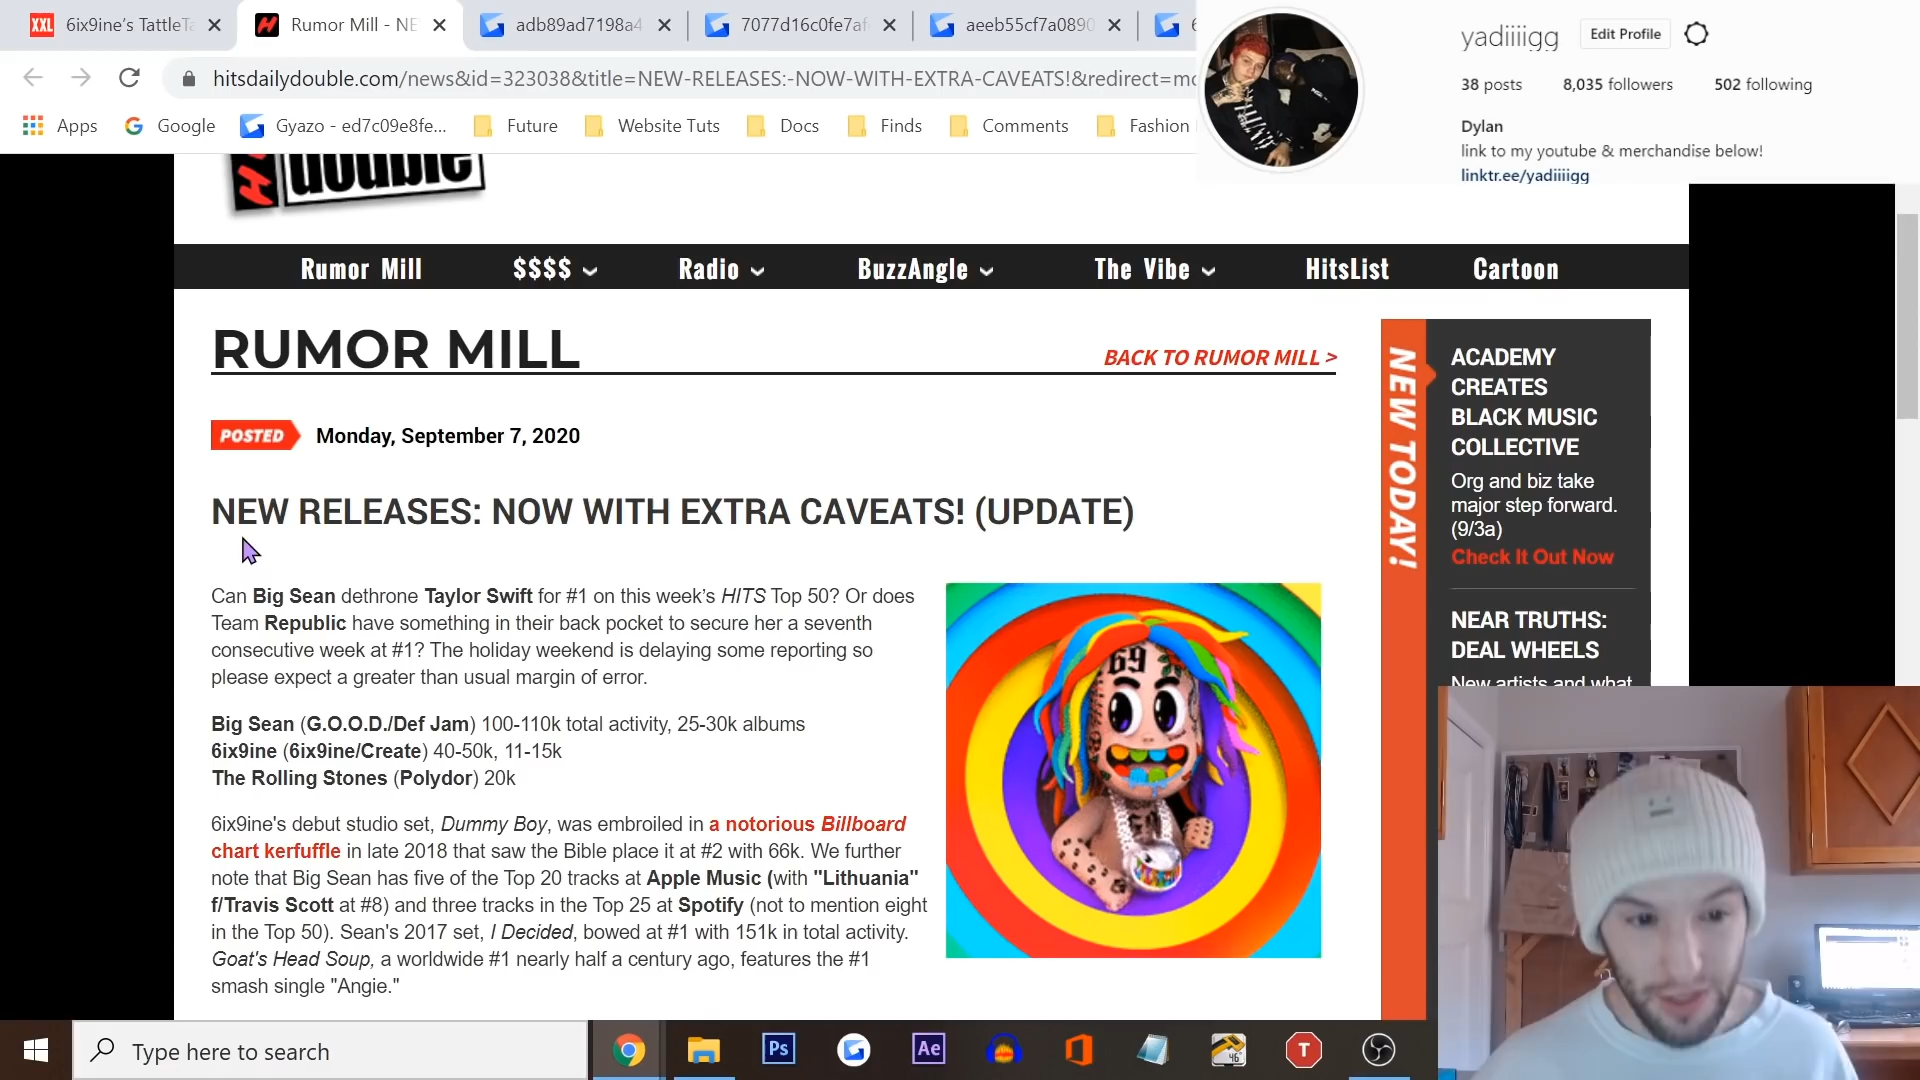 6ix9ine's TattleTa
Rumor Mill - NE
adb89ad7198a4
7077d16c0fe7af
aeeb55cf7a0890
hitsdailydouble.com/news&id=323038&title=NEW-RELEASES:-NOW-WITH-EXTRA-CAVEATS!&redirect=mo
Apps
Google
Gyazo - ed7c09e8fe...
Future
Website Tuts
Docs
Finds
Comments
Fashion
yadiiiigg
Edit Profile
38 posts
8,035 followers
502 following
Dylan
link to my youtube & merchandise below!
linktr.ee/yadiiiigg
double
Rumor Mill
$$$$
Radio
BuzzAngle
The Vibe
HitsList
Cartoon
RUMOR MILL
BACK TO RUMOR MILL >
POSTED
Monday, September 7, 2020
NEW RELEASES: NOW WITH EXTRA CAVEATS! (UPDATE)
Can Big Sean dethrone Taylor Swift for #1 on this week's HITS Top 50? Or does
Team Republic have something in their back pocket to secure her a seventh
consecutive week at #1? The holiday weekend is delaying some reporting so
please expect a greater than usual margin of error.
Big Sean (G.O.O.D./Def Jam) 100-110k total activity, 25-30k albums
6ix9ine (6ix9ine/Create) 40-50k, 11-15k
The Rolling Stones (Polydor) 20k
6ix9ine's debut studio set, Dummy Boy, was embroiled in a notorious Billboard
chart kerfuffle in late 2018 that saw the Bible place it at #2 with 66k. We further
note that Big Sean has five of the Top 20 tracks at Apple Music (with "Lithuania"
f/Travis Scott at #8) and three tracks in the Top 25 at Spotify (not to mention eight
in the Top 50). Sean's 2017 set, I Decided, bowed at #1 with 151k in total activity.
Goat's Head Soup, a worldwide #1 nearly half a century ago, features the #1
smash single "Angie."
69
NEW TODAY!
ACADEMY
CREATES
BLACK MUSIC
COLLECTIVE
Org and biz take
major step forward.
(9/3a)
Check It Out Now
NEAR TRUTHS:
DEAL WHEELS
New artists and what
Type here to search
Ps
Ae
46°
T